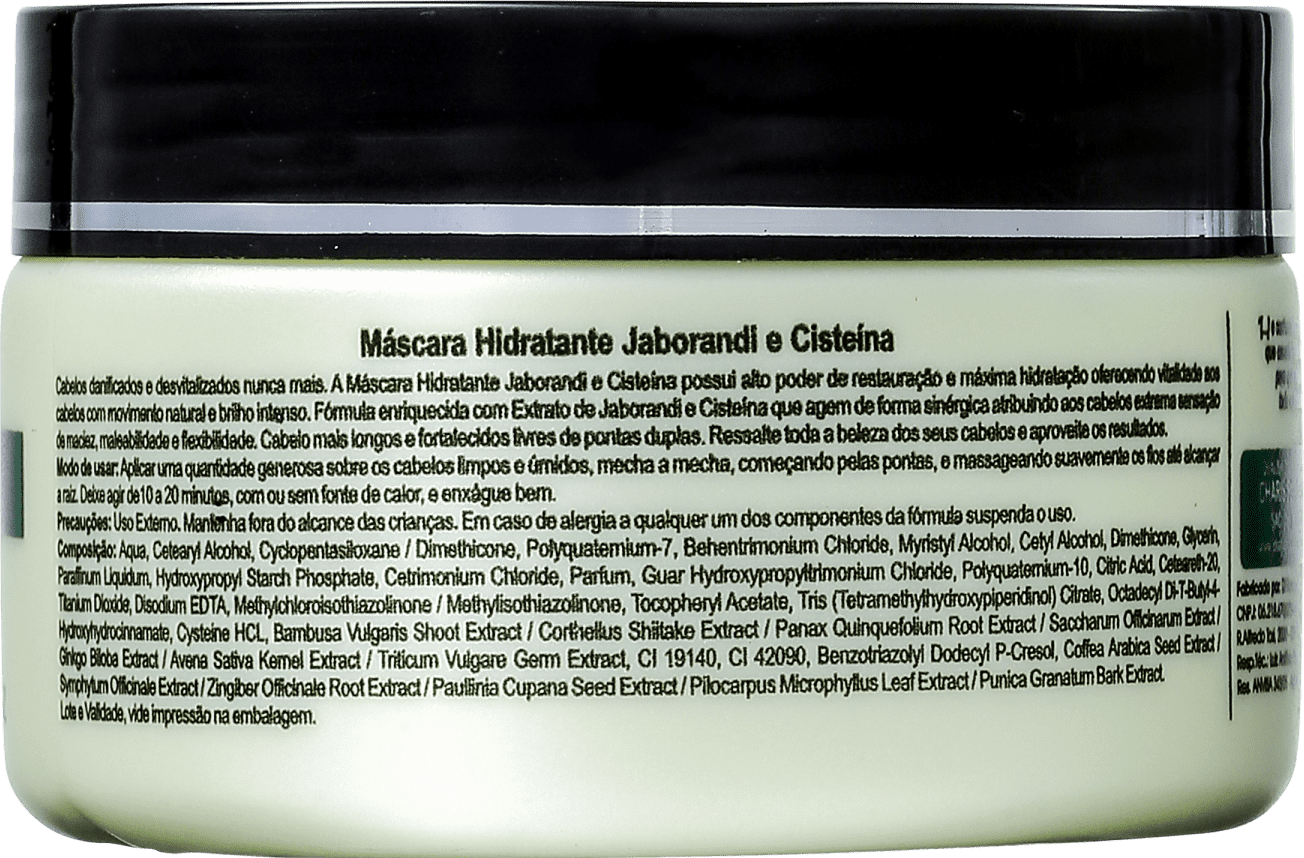 Máscara Hidratante Jaborandi e Cisteína
Cabelos danificados e desvitalizados nunca mais. A Máscara Hidratante Jaborandi e Cisteína possui alto poder de restauração e máxima hidratação oferecendo vitalidade aos
cabelos com movimento natural e brilho intenso. Fórmula enriquecida com Extrato de Jaborandi e Cisteína que agem de forma sinérgica atribuindo aos cabelos extrema sensação
de maciez, maleabilidade e flexibilidade. Cabelo mais longos e fortalecidos livres de pontas duplas. Ressalte toda a beleza dos seus cabelos e aproveite os resultados.
Modo de usar: Aplicar uma quantidade generosa sobre os cabelos limpos e úmidos, mecha a mecha, começando pelas pontas, e massageando suavemente os fios até alcançar
a raiz. Deixe agir de 10 a 20 minutos, com ou sem fonte de calor, e enxágue bem.
Precauções: Uso Externo. Mantenha fora do alcance das crianças. Em caso de alergia a qualquer um dos componentes da fórmula suspenda o uso.
Composição: Aqua, Cetearyl Alcohol, Cyclopentasiloxane / Dimethicone, Polyquaternium-7, Behentrimonium Chloride, Myristyl Alcohol, Cetyl Alcohol, Dimethicone, Glycerin,
Paraffinum Liquidum, Hydroxypropyl Starch Phosphate, Cetrimonium Chloride, Parfum, Guar Hydroxypropyltrimonium Chloride, Polyquaternium-10, Citric Acid, Ceteareth-20,
Titanium Dioxide, Disodium EDTA, Methylchloroisothiazolinone / Methylisothiazolinone, Tocopheryl Acetate, Tris (Tetramethylhydroxypiperidinol) Citrate, Octadecyl Di-T-Butyl-4-
Hydroxyhydrocinnamate, Cysteine HCL, Bambusa Vulgaris Shoot Extract / Corthellus Shiitake Extract / Panax Quinquefolium Root Extract / Saccharum Officinarum Extract /
Ginkgo Biloba Extract / Avena Sativa Kernel Extract / Triticum Vulgare Germ Extract, CI 19140, CI 42090, Benzotriazolyl Dodecyl P-Cresol, Coffea Arabica Seed Extract /
Symphytum Officinale Extract / Zingiber Officinale Root Extract / Paullinia Cupana Seed Extract / Pilocarpus Microphyllus Leaf Extract / Punica Granatum Bark Extract.
Lote e Validade, vide impressão na embalagem.
Fabricado por
CNPJ: